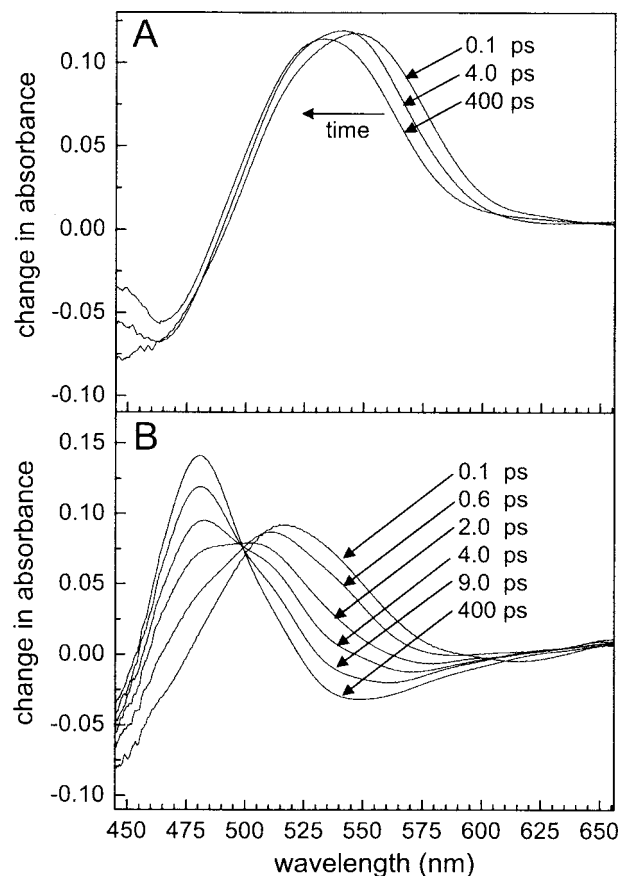 A
0.10
0.05
0.00
-0.05
-0.10
change in absorbance
0.1 ps
4.0 ps
400 ps
time
B
0.15
0.10
0.05
0.00
-0.05
-0.10
change in absorbance
0.1 ps
0.6 ps
2.0 ps
4.0 ps
9.0 ps
400 ps
450 475 500 525 550 575 600 625 650
wavelength (nm)